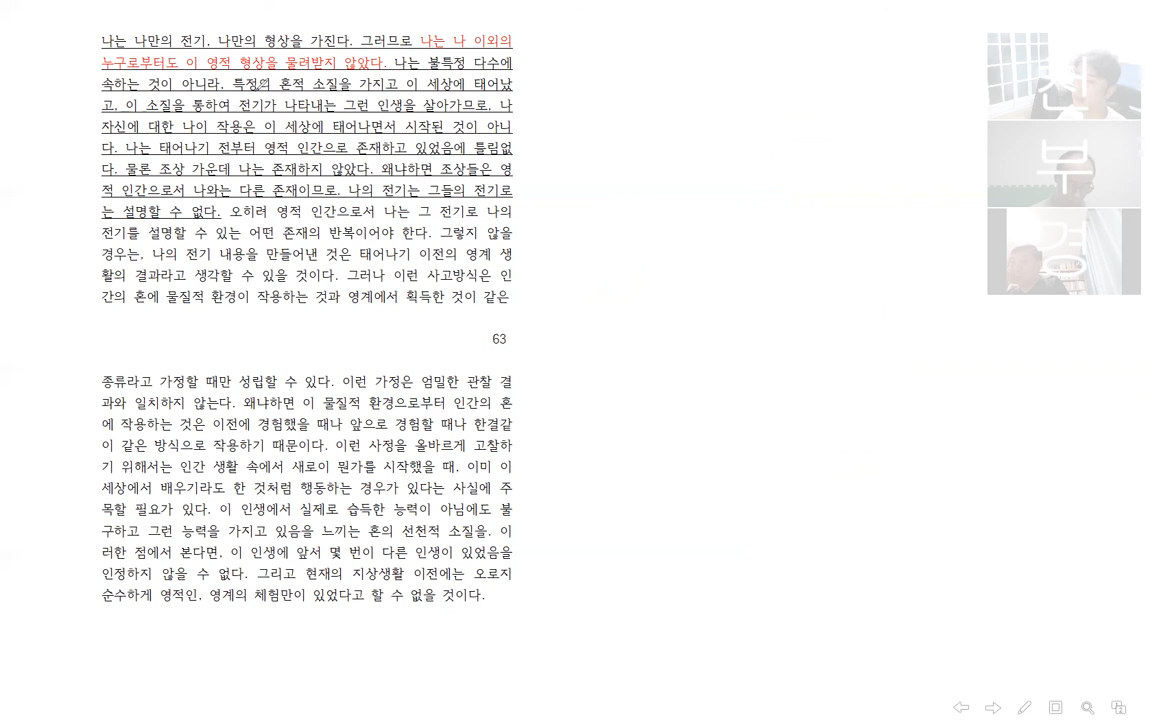 나는 나만의 전기, 나만의 형상을 가진다. 그러므로 나는 나 이외의
누구로부터도 이 영적 형상을 물려받지 않았다. 나는 불특정 다수에
속하는 것이 아니라, 특정의 혼적 소질을 가지고 이 세상에 태어났
고, 이 소질을 통하여 전기가 나타내는 그런 인생을 살아가므로, 나
자신에 대한 나이 작용은 이 세상에 태어나면서 시작된 것이 아니
다. 나는 태어나기 전부터 영적 인간으로 존재하고 있었음에 틀림없
다. 물론 조상 가운데 나는 존재하지 않았다. 왜냐하면 조상들은 영
적 인간으로서 나와는 다른 존재이므로. 나의 전기는 그들의 전기로
는 설명할 수 없다. 오히려 영적 인간으로서 나는 그 전기로 나의
전기를 설명할 수 있는 어떤 존재의 반복이어야 한다. 그렇지 않을
경우는, 나의 전기 내용을 만들어낸 것은 태어나기 이전의 영계 생
활의 결과라고 생각할 수 있을 것이다. 그러나 이런 사고방식은 인
간의 혼에 물질적 환경이 작용하는 것과 영계에서 획득한 것이 같은
63
종류라고 가정할 때만 성립할 수 있다. 이런 가정은 엄밀한 관찰 결
과와 일치하지 않는다. 왜냐하면 이 물질적 환경으로부터 인간의 혼
에 작용하는 것은 이전에 경험했을 때나 앞으로 경험할 때나 한결같
이 같은 방식으로 작용하기 때문이다. 이런 사정을 올바르게 고찰하
기 위해서는 인간 생활 속에서 새로이 뭔가를 시작했을 때, 이미 이
세상에서 배우기라도 한 것처럼 행동하는 경우가 있다는 사실에 주
목할 필요가 있다. 이 인생에서 실제로 습득한 능력이 아님에도 불
구하고 그런 능력을 가지고 있음을 느끼는 혼의 선천적 소질을. 이
러한 점에서 본다면, 이 인생에 앞서 몇 번이 다른 인생이 있었음을
인정하지 않을 수 없다. 그리고 현재의 지상생활 이전에는 오로지
순수하게 영적인, 영계의 체험만이 있었다고 할 수 없을 것이다.
천
부
경